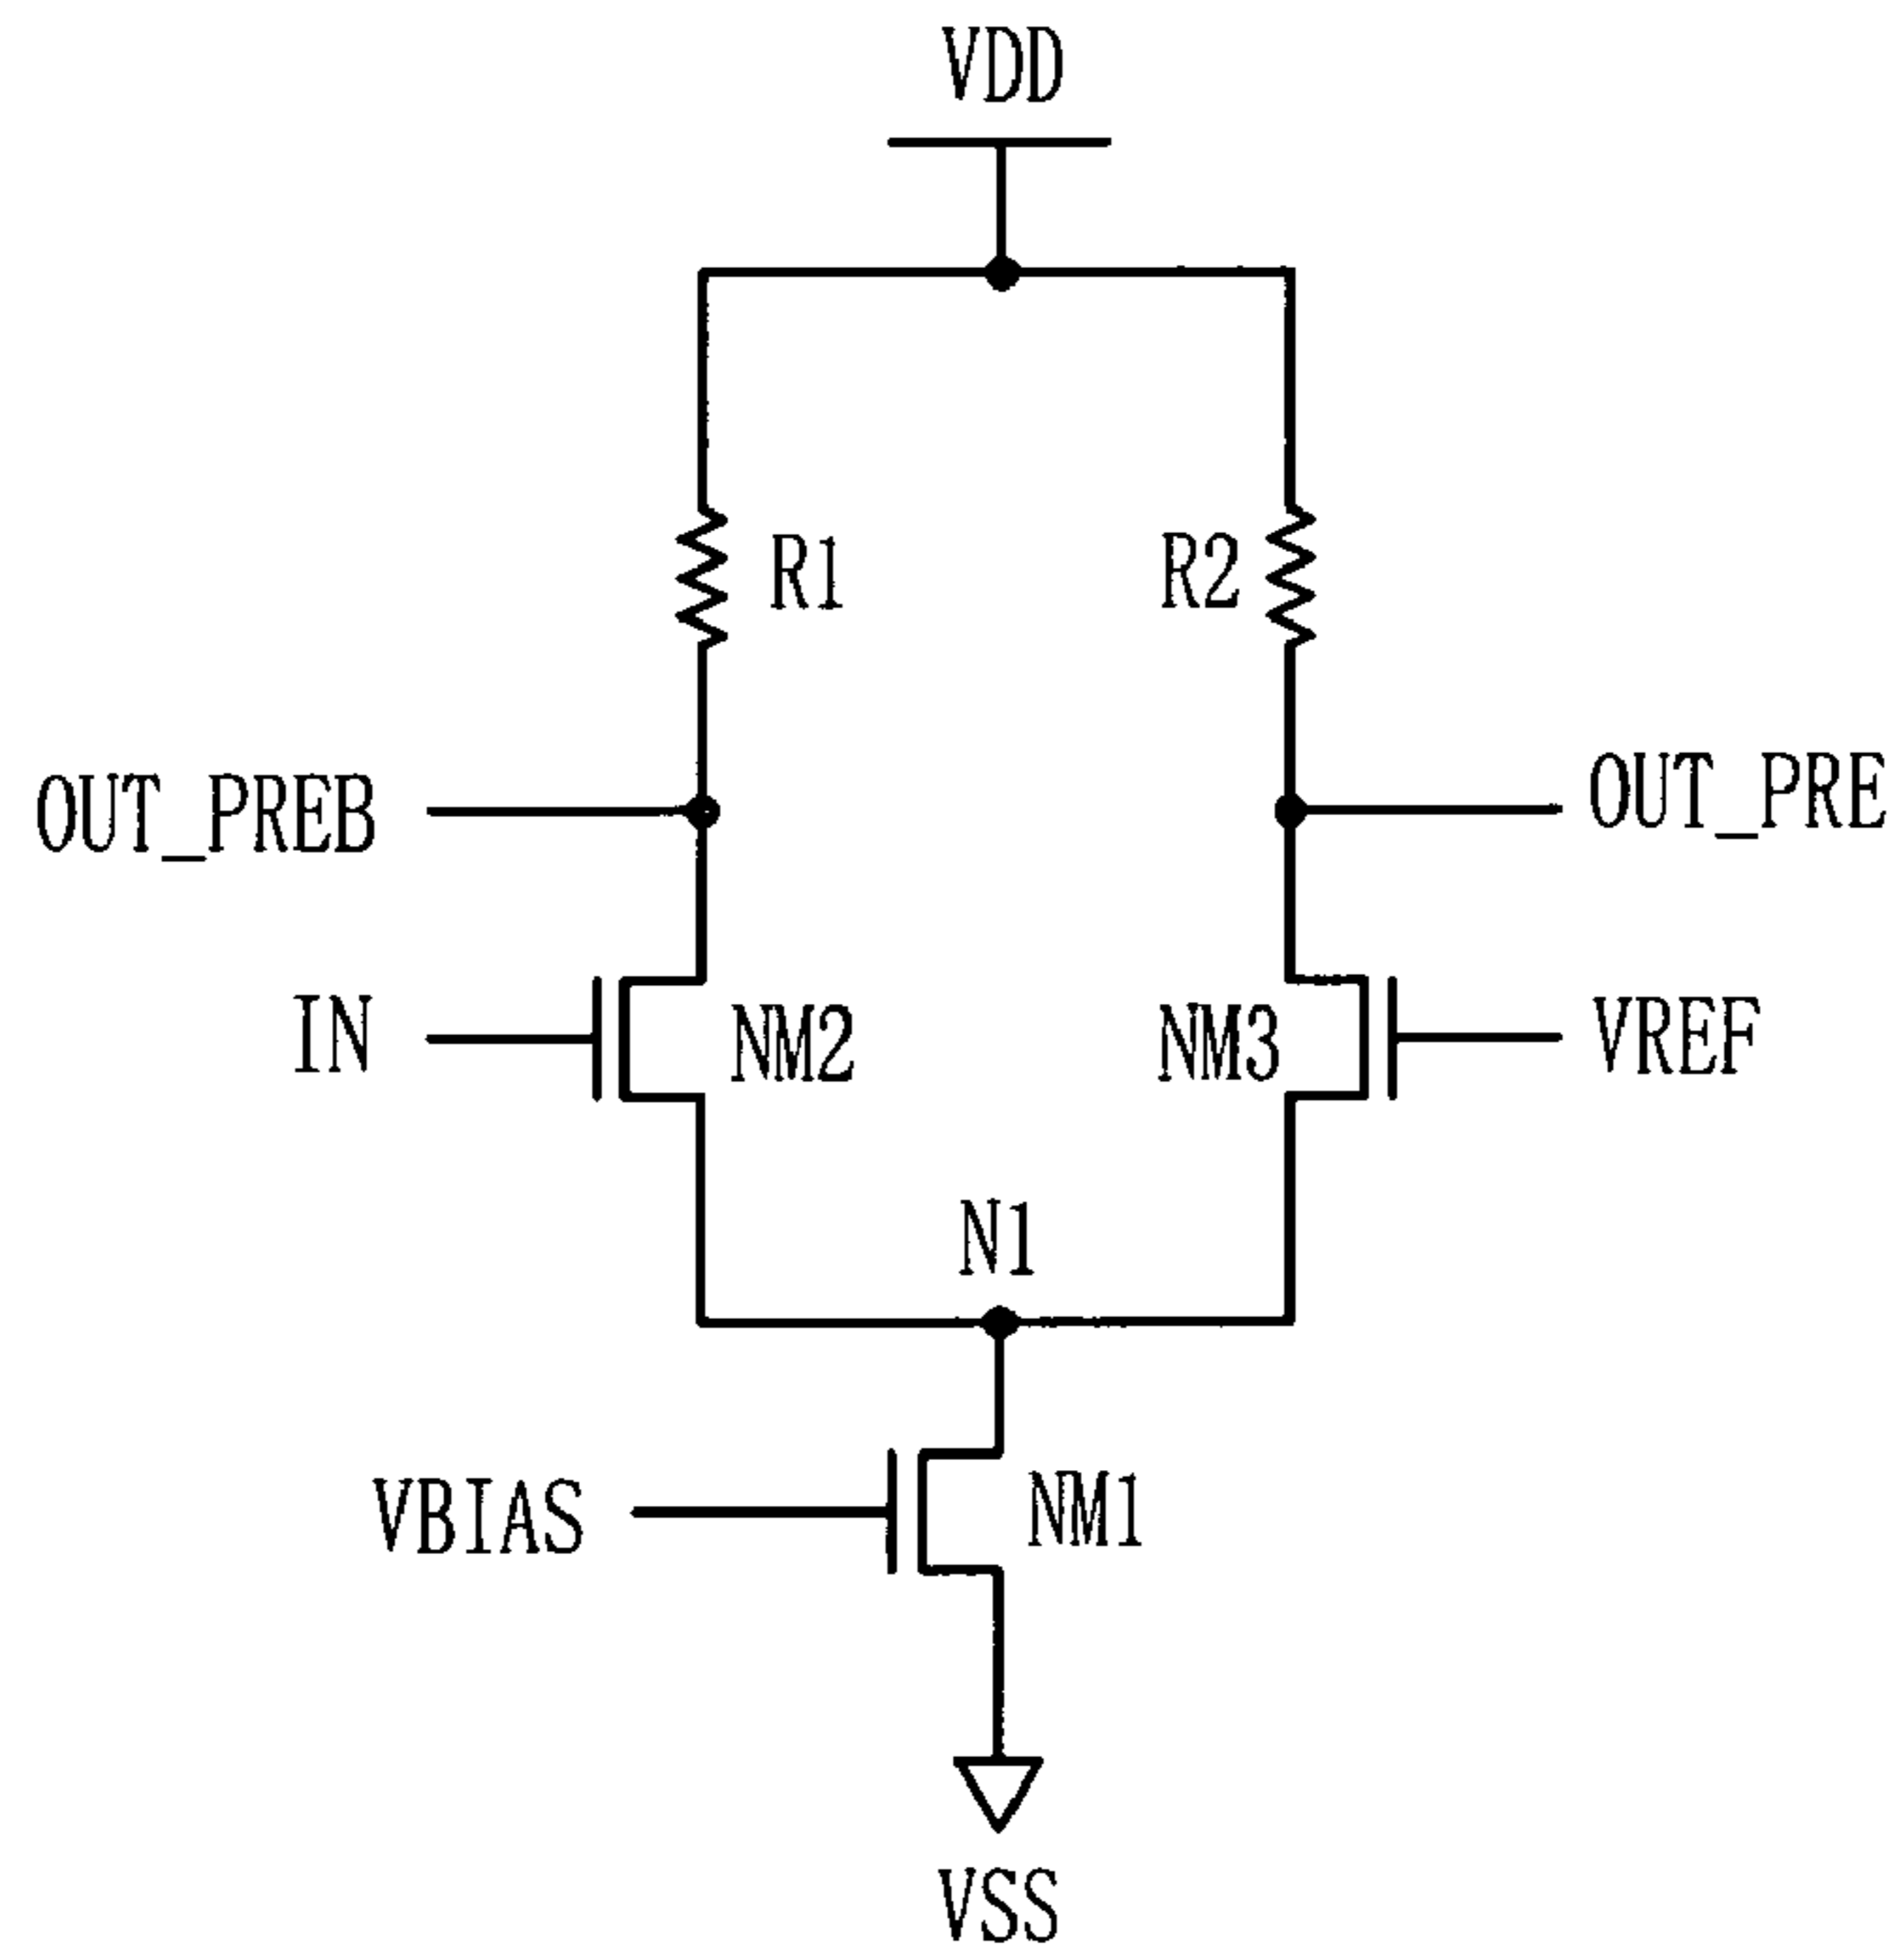 VDD
R1
R2
OUT_PREB
OUT_PRE
IN
NM2
NM3
VREF
N1
VBIAS
NM1
VSS